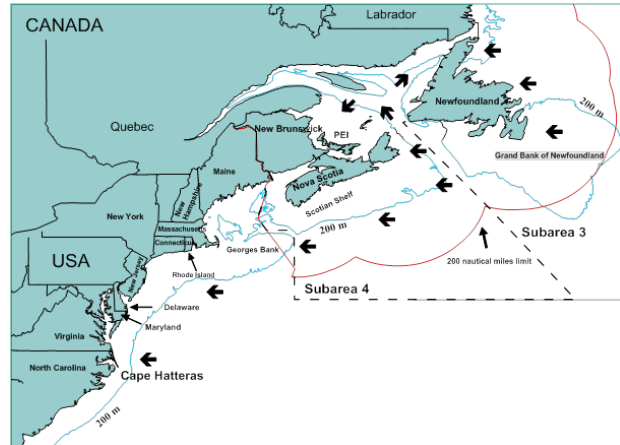 Labrador
CANADA
Newfoundland
200 m
Quebec
New Brunswick
PEI
Grand Bank of Newfoundland
Maine
Nova Scotia
New Hampshire
Scotian Shelf
New York
Massachusetts
200 m
Subarea 3
Connecticut
Georges Bank
USA
Rhode Island
200 nautical miles limit
New Jersey
Subarea 4
Delaware
Maryland
Virginia
North Carolina
Cape Hatteras
200 m